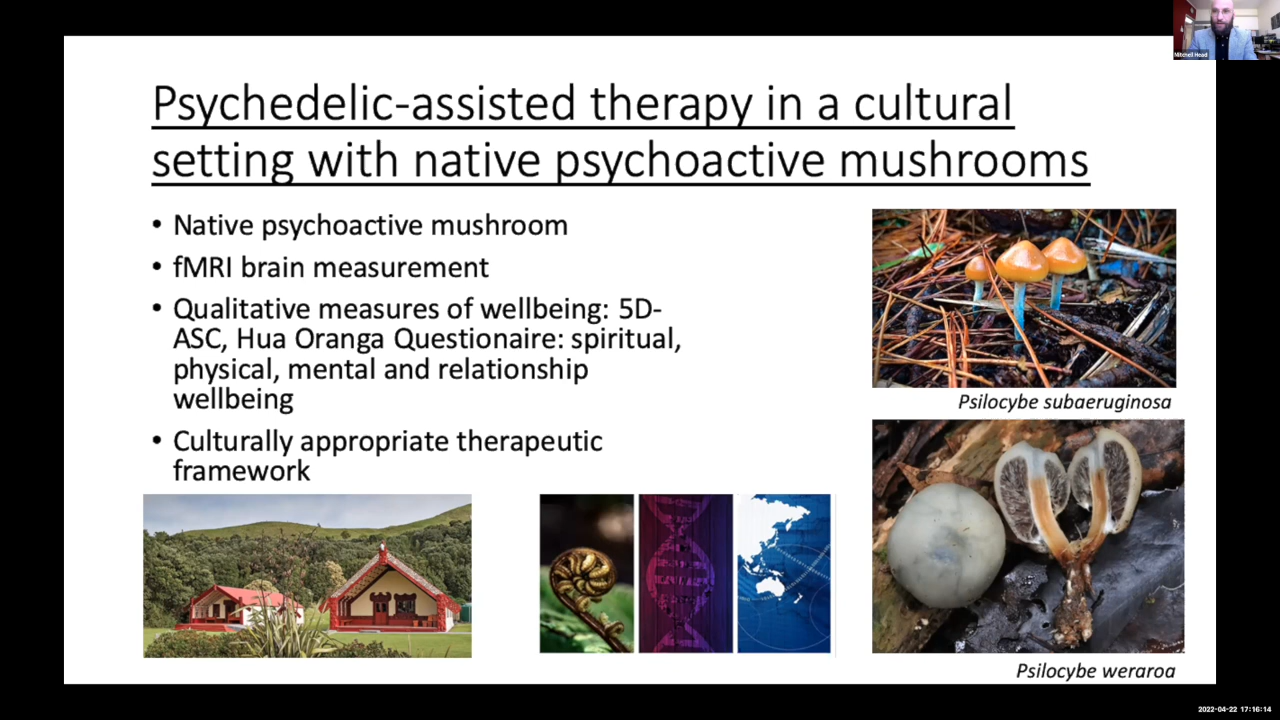 Mitchell Head
Psychedelic-assisted therapy in a cultural
setting with native psychoactive mushrooms
• Native psychoactive mushroom
• fMRI brain measurement
• Qualitative measures of wellbeing: 5D-
ASC, Hua Oranga Questionaire: spiritual,
physical, mental and relationship
wellbeing
• Culturally appropriate therapeutic
framework
Psilocybe subaeruginosa
Psilocybe weraroa
2022-04-22 17:16:14